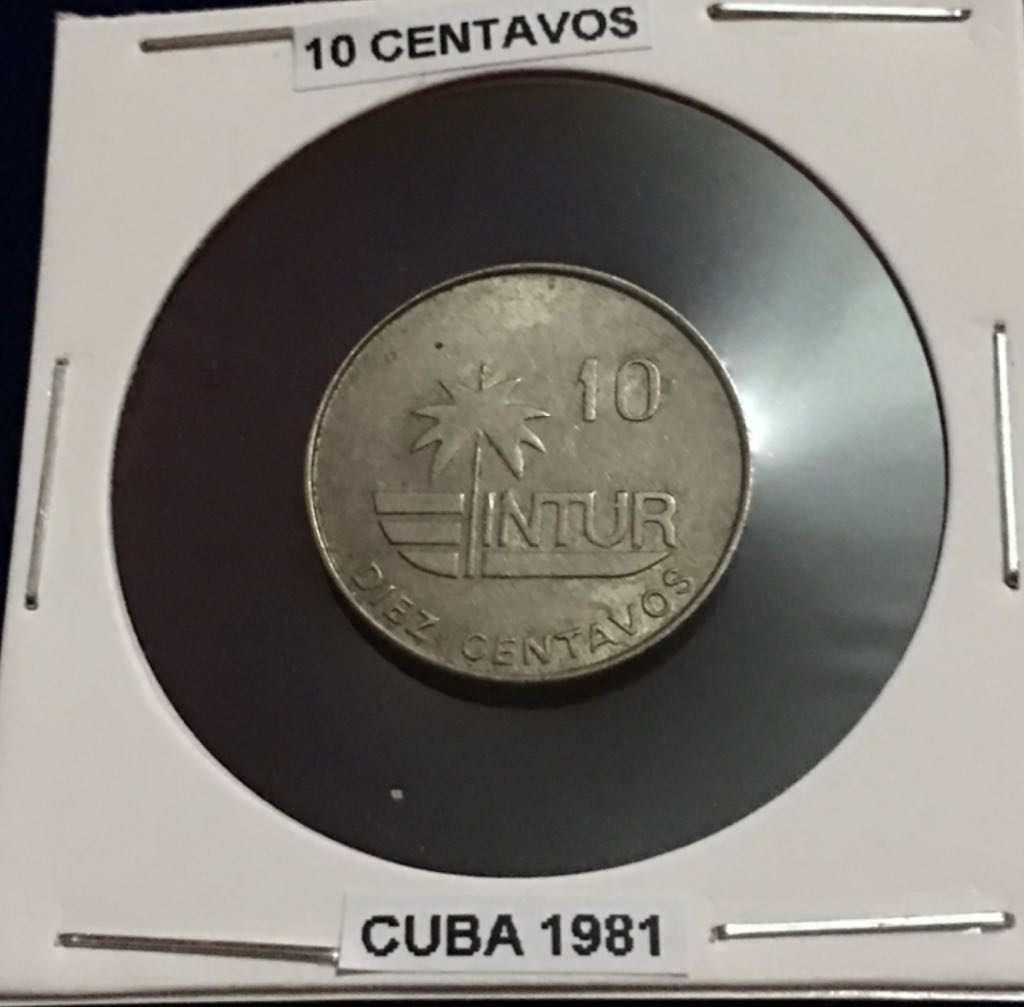 10 CENTAVOS
10
INTUR
DIEZ CENTAVOS
CUBA 1981